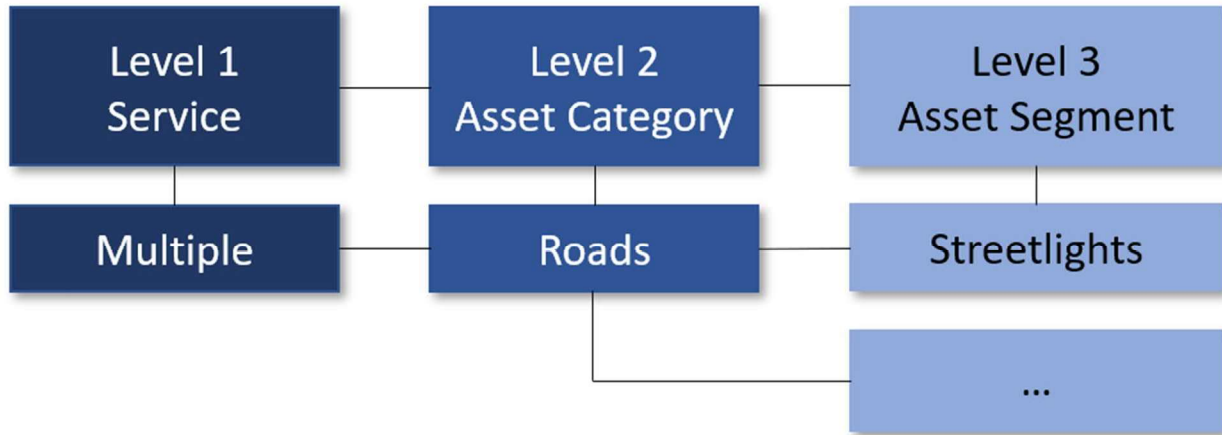 Level 1
Service
Level 2
Asset Category
Level 3
Asset Segment
Multiple
Roads
Streetlights
...